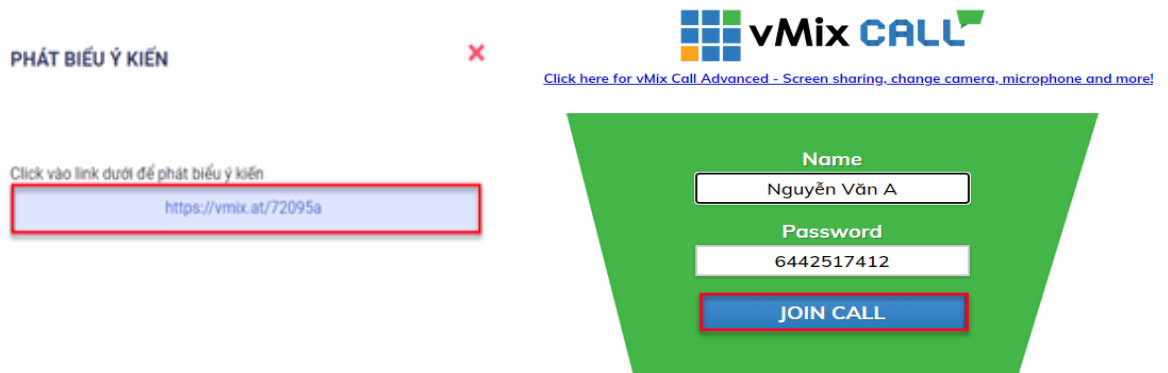 PHÁT BIỂU Ý KIẾN
Click vào link dưới để phát biểu ý kiến
https://vmix.at/72095a
vMix CALL
Click here for vMix Call Advanced - Screen sharing, change camera, microphone and more!
Name
Nguyễn Văn A
Password
6442517412
JOIN CALL